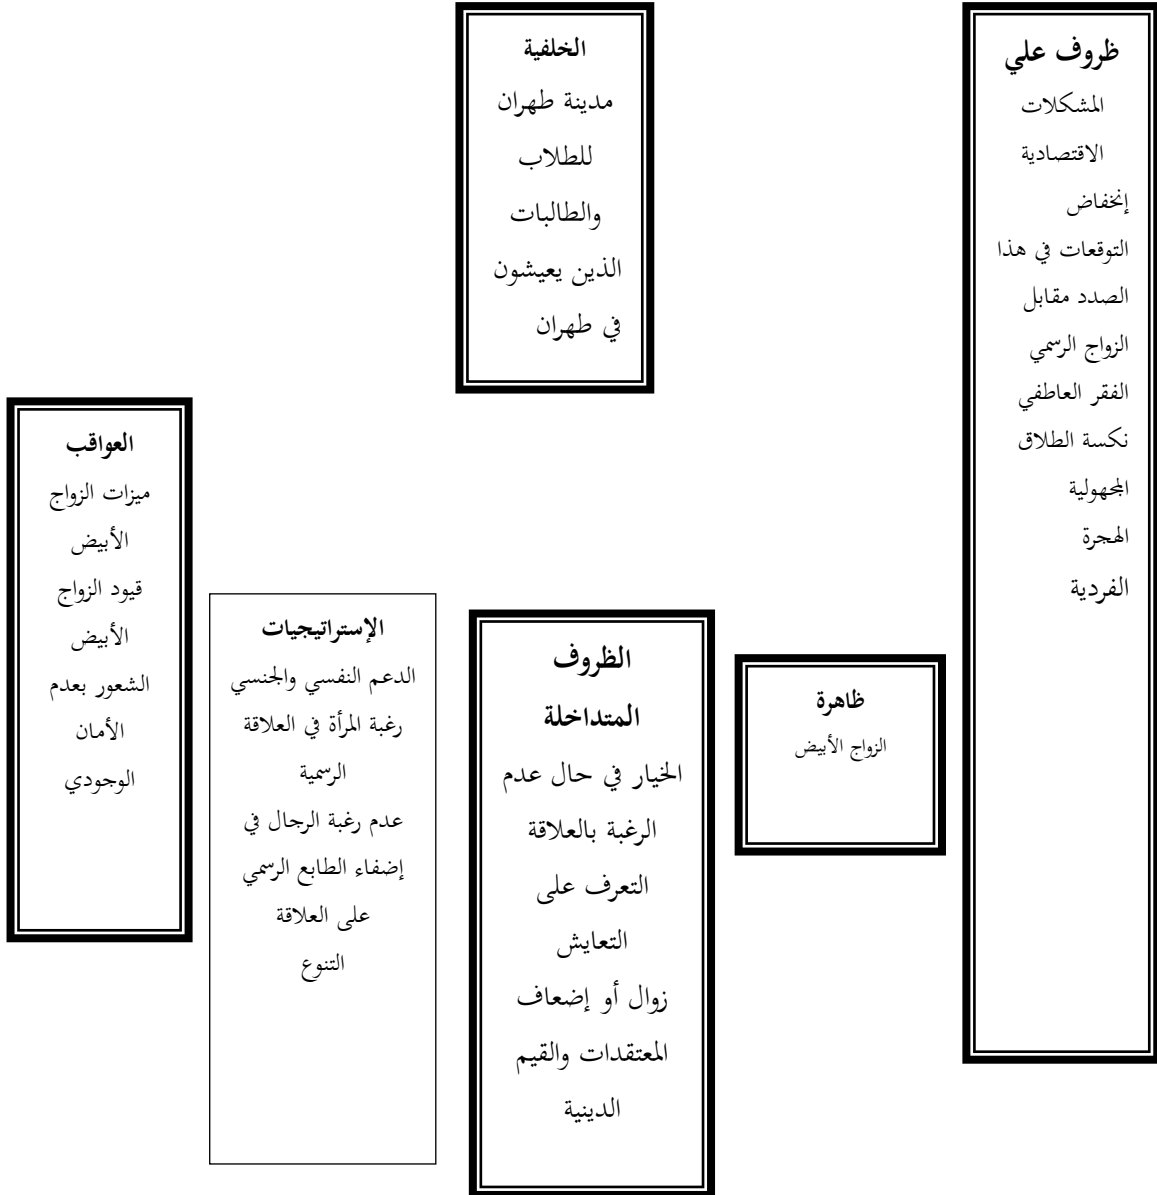 ظروف علي
المشكلات
الاقتصادية
إنخفاض
التوقعات في هذا
الصدد مقابل
الزواج الرسمي
الفقر العاطفي
نكسة الطلاق
المجهولية
الهجرة
الفردية
الخلفية
مدينة طهران
للطلاب
والطالبات
الذين يعيشون
في طهران
ظاهرة
الزواج الأبيض
الظروف
المتداخلة
الخيار في حال عدم
الرغبة بالعلاقة
التعرف على
التعايش
زوال أو إضعاف
المعتقدات والقيم
الدينية
الإستراتيجيات
الدعم النفسي والجنسي
رغبة المرأة في العلاقة
الرسمية
عدم رغبة الرجال في
إضفاء الطابع الرسمي
على العلاقة
التنوع
العواقب
ميزات الزواج
الأبيض
قيود الزواج
الأبيض
الشعور بعدم
الأمان
الوجودي